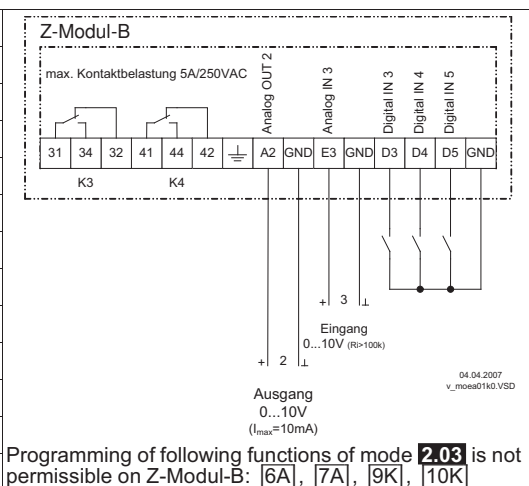 Z-Modul-B
max. Kontaktbelastung 5A/250VAC
Analog OUT 2
Analog IN 3
Digital IN 3
Digital IN 4
Digital IN 5
31 34 32 41 44 42 A2 GND E3 GND D3 D4 D5 GND
K3 K4
+ 3 ⊥
Eingang
0...10V (Ri>100k)
+ 2 ⊥
04.04.2007
v_moea01k0.VSD
Ausgang
0...10V
(Imax=10mA)
Programming of following functions of mode 2.03 is not
permissible on Z-Modul-B: 6A, 7A, 9K, 10K